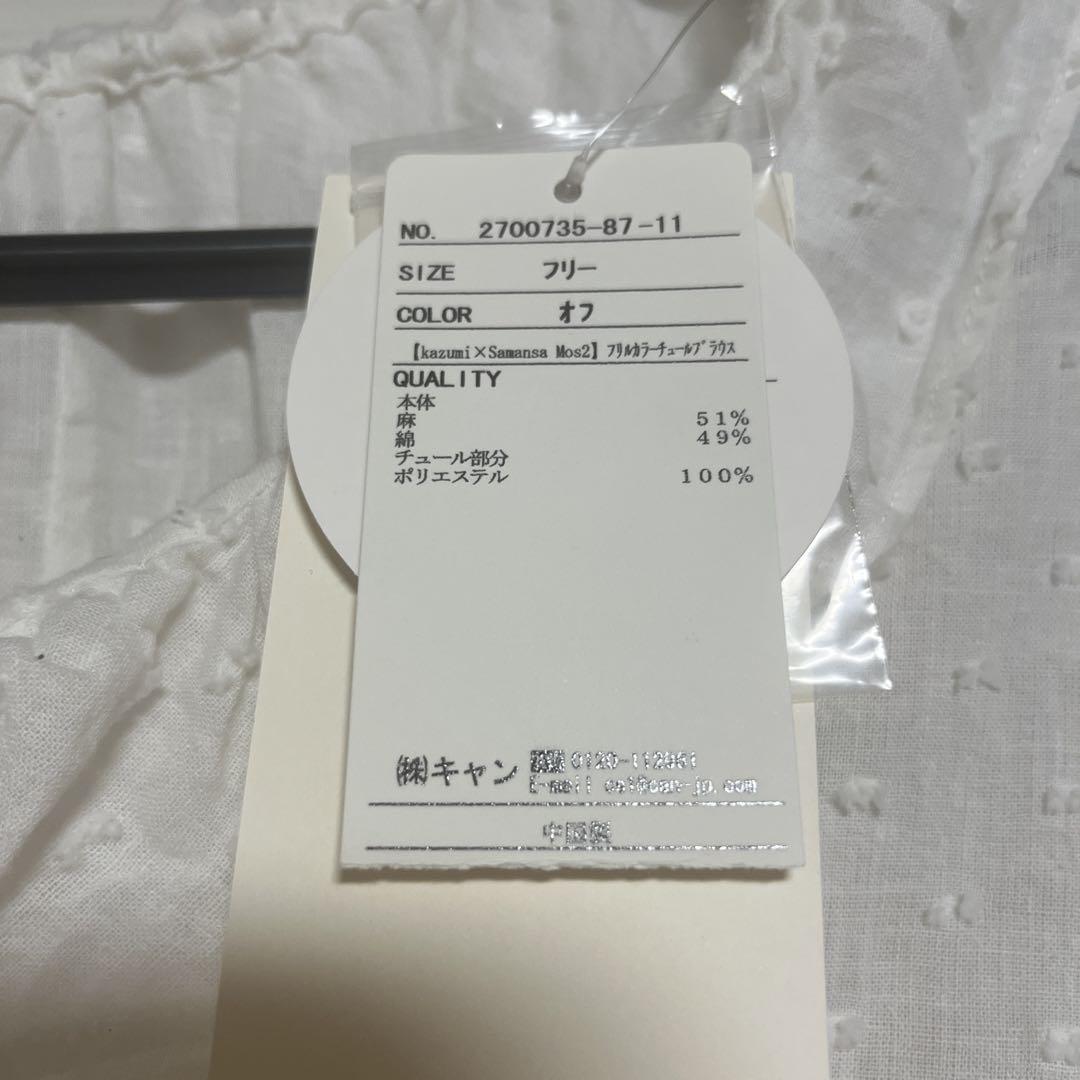 NO. 2700735-87-11
SIZE フリー
COLOR オフ
【kazumi×Samansa Mos2】ﾌﾘﾙｶﾗｰﾁｭｰﾙﾌﾞﾗｳｽ
QUALITY
本体
麻 51%
綿 49%
チュール部分
ポリエステル 100%
㈱キャン 0120-112961
E-mail
中国製